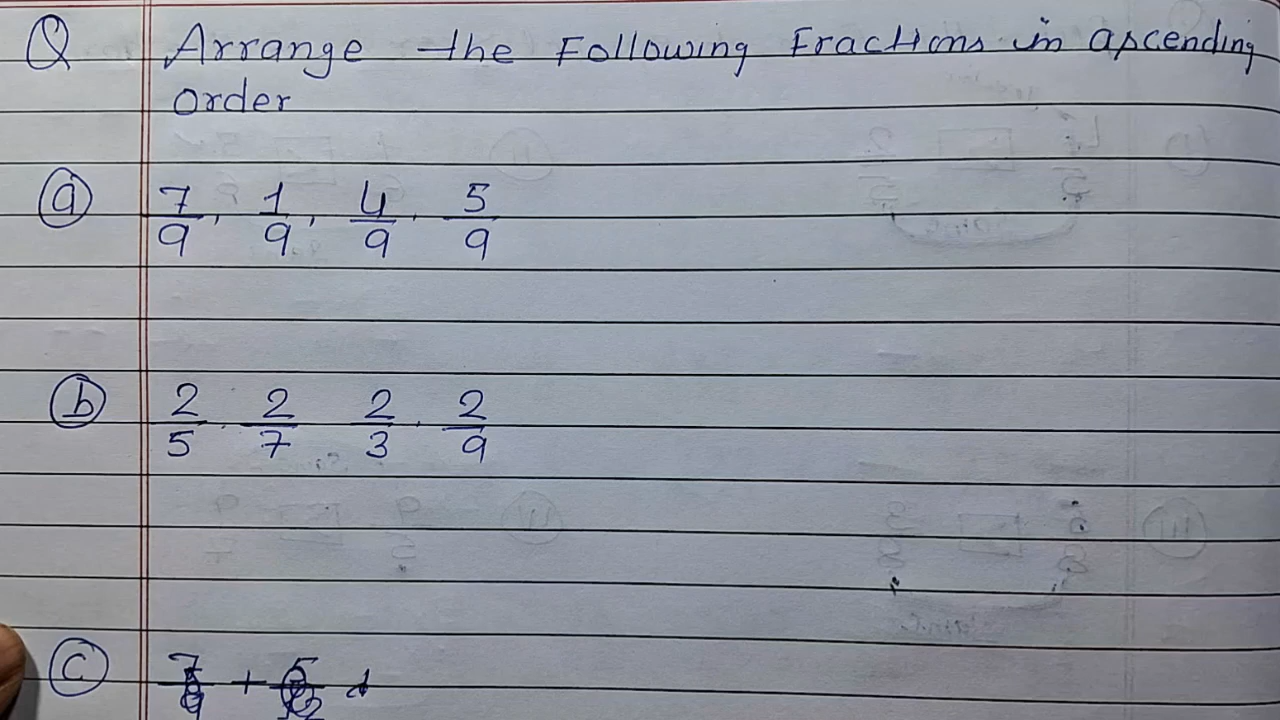 Q Arrange the Following Fractions in ascending
order
(a) 7/9, 1/9, 4/9, 5/9
(b) 2/5, 2/7 2/3, 2/9
(c)